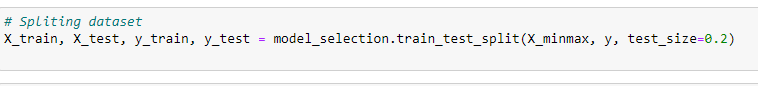 # Spliting dataset
X_train, X_test, y_train, y_test = model_selection.train_test_split(X_minmax, y, test_size=0.2)